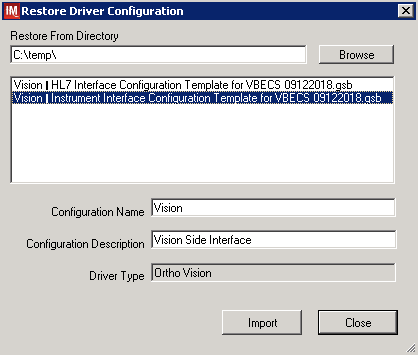 IM Restore Driver Configuration
Restore From Directory
C:\temp\
Browse
Vision | HL7 Interface Configuration Template for VBECS 09122018.gsb
Vision | Instrument Interface Configuration Template for VBECS 09122018.gsb
Configuration Name
Vision
Configuration Description
Vision Side Interface
Driver Type
Ortho Vision
Import
Close